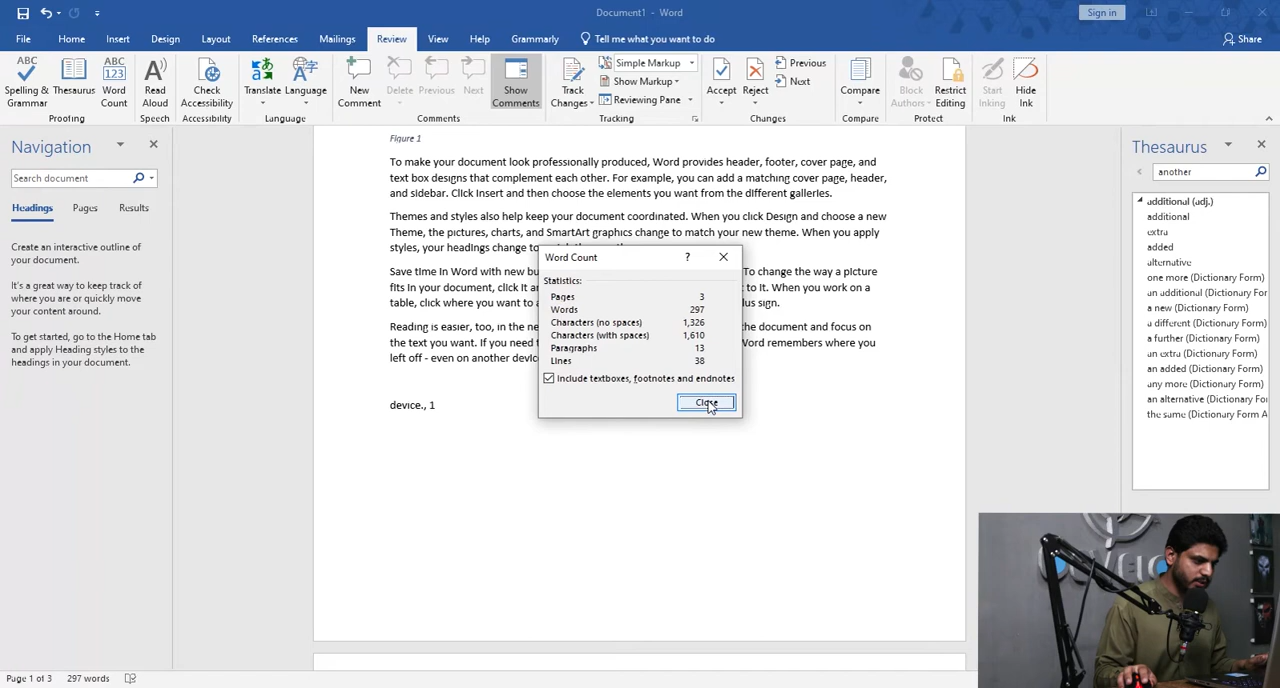 Document1 - Word
Sign in
File Home Insert Design Layout References Mailings Review View Help Grammarly Tell me what you want to do Share
Spelling & Grammar
Thesaurus
Word Count
Proofing
Read Aloud
Speech
Check Accessibility
Accessibility
Translate
Language
Language
New Comment
Delete
Previous
Next
Show Comments
Comments
Track Changes
Simple Markup
Show Markup
Reviewing Pane
Tracking
Accept
Reject
Previous
Next
Changes
Compare
Compare
Block Authors
Restrict Editing
Protect
Start Inking
Hide Ink
Ink
Navigation
Search document
Headings Pages Results
Create an interactive outline of
your document.
It's a great way to keep track of
where you are or quickly move
your content around.
To get started, go to the Home tab
and apply Heading styles to the
headings in your document.
Figure 1
To make your document look professionally produced, Word provides header, footer, cover page, and
text box designs that complement each other. For example, you can add a matching cover page, header,
and sidebar. Click Insert and then choose the elements you want from the different galleries.
Themes and styles also help keep your document coordinated. When you click Design and choose a new
Theme, the pictures, charts, and SmartArt graphics change to match your new theme. When you apply
styles, your headings change to
Save time in Word with new bu To change the way a picture
fits in your document, click it an t to it. When you work on a
table, click where you want to a lus sign.
Reading is easier, too, in the ne the document and focus on
the text you want. If you need t Word remembers where you
left off - even on another devic
device., 1
Word Count
? 
Statistics:
Pages 3
Words 297
Characters (no spaces) 1,326
Characters (with spaces) 1,610
Paragraphs 13
Lines 38
Include textboxes, footnotes and endnotes
Close
Thesaurus
another
additional (adj.)
additional
extra
added
alternative
one more (Dictionary Form)
an additional (Dictionary Form)
a new (Dictionary Form)
a different (Dictionary Form)
a further (Dictionary Form)
an extra (Dictionary Form)
an added (Dictionary Form)
any more (Dictionary Form)
an alternative (Dictionary Form)
the same (Dictionary Form A
Page 1 of 3 297 words